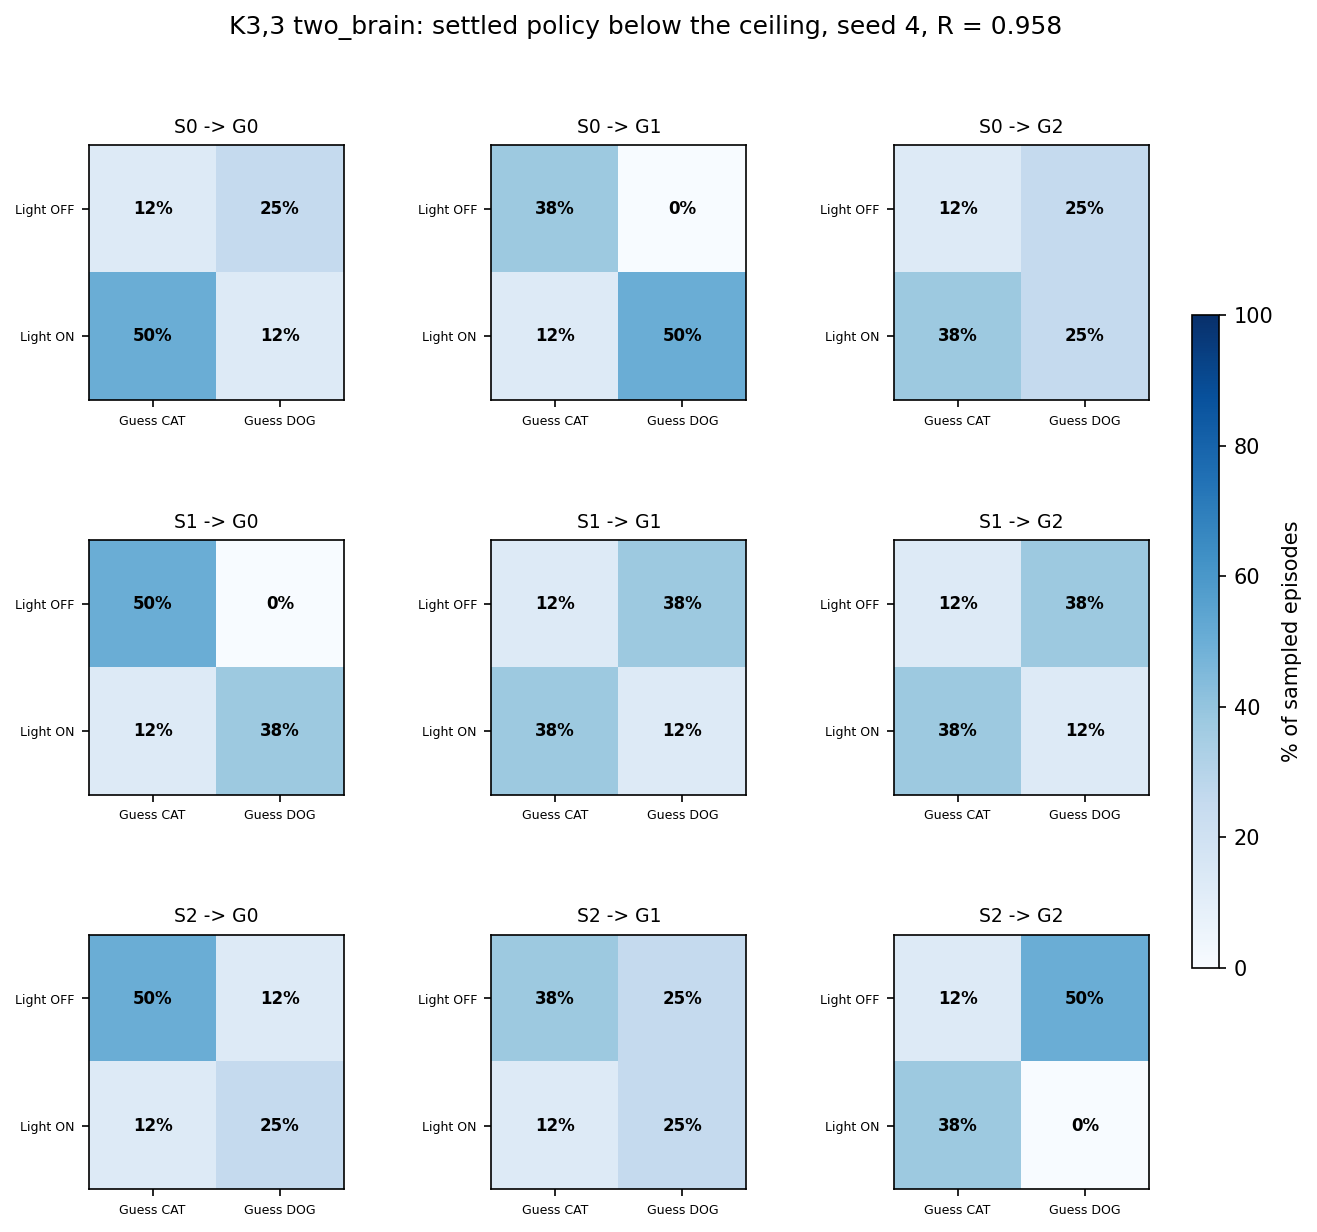 K3,3 two_brain: settled policy below the ceiling, seed 4, R = 0.958
S0 -> G0
S0 -> G1
S0 -> G2
Light OFF
12%
25%
Light OFF
38%
0%
Light OFF
12%
25%
Light ON
50%
12%
Light ON
12%
50%
Light ON
38%
25%
Guess CAT
Guess DOG
Guess CAT
Guess DOG
Guess CAT
Guess DOG
S1 -> G0
S1 -> G1
S1 -> G2
Light OFF
50%
0%
Light OFF
12%
38%
Light OFF
12%
38%
Light ON
12%
38%
Light ON
38%
12%
Light ON
38%
12%
Guess CAT
Guess DOG
Guess CAT
Guess DOG
Guess CAT
Guess DOG
S2 -> G0
S2 -> G1
S2 -> G2
Light OFF
50%
12%
Light OFF
38%
25%
Light OFF
12%
50%
Light ON
12%
25%
Light ON
12%
25%
Light ON
38%
0%
Guess CAT
Guess DOG
Guess CAT
Guess DOG
Guess CAT
Guess DOG
100
80
60
40
20
0
% of sampled episodes